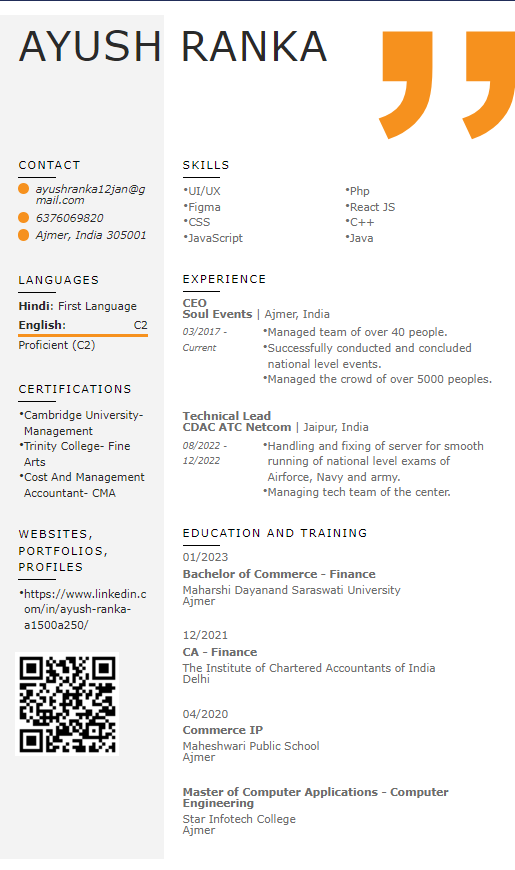 AYUSH RANKA
CONTACT
ayushranka12jan@g
mail.com
6376069820
Ajmer, India 305001
LANGUAGES
Hindi: First Language
English: C2
Proficient (C2)
CERTIFICATIONS
•Cambridge University-
Management
•Trinity College- Fine
Arts
•Cost And Management
Accountant- CMA
WEBSITES,
PORTFOLIOS,
PROFILES
•https://www.linkedin.c
om/in/ayush-ranka-
a1500a250/
SKILLS
•UI/UX
•Figma
•CSS
•JavaScript
•Php
•React JS
•C++
•Java
EXPERIENCE
CEO
Soul Events | Ajmer, India
03/2017 -
Current
•Managed team of over 40 people.
•Successfully conducted and concluded
national level events.
•Managed the crowd of over 5000 peoples.
Technical Lead
CDAC ATC Netcom | Jaipur, India
08/2022 -
12/2022
•Handling and fixing of server for smooth
running of national level exams of
Airforce, Navy and army.
•Managing tech team of the center.
EDUCATION AND TRAINING
01/2023
Bachelor of Commerce - Finance
Maharshi Dayanand Saraswati University
Ajmer
12/2021
CA - Finance
The Institute of Chartered Accountants of India
Delhi
04/2020
Commerce IP
Maheshwari Public School
Ajmer
Master of Computer Applications - Computer
Engineering
Star Infotech College
Ajmer